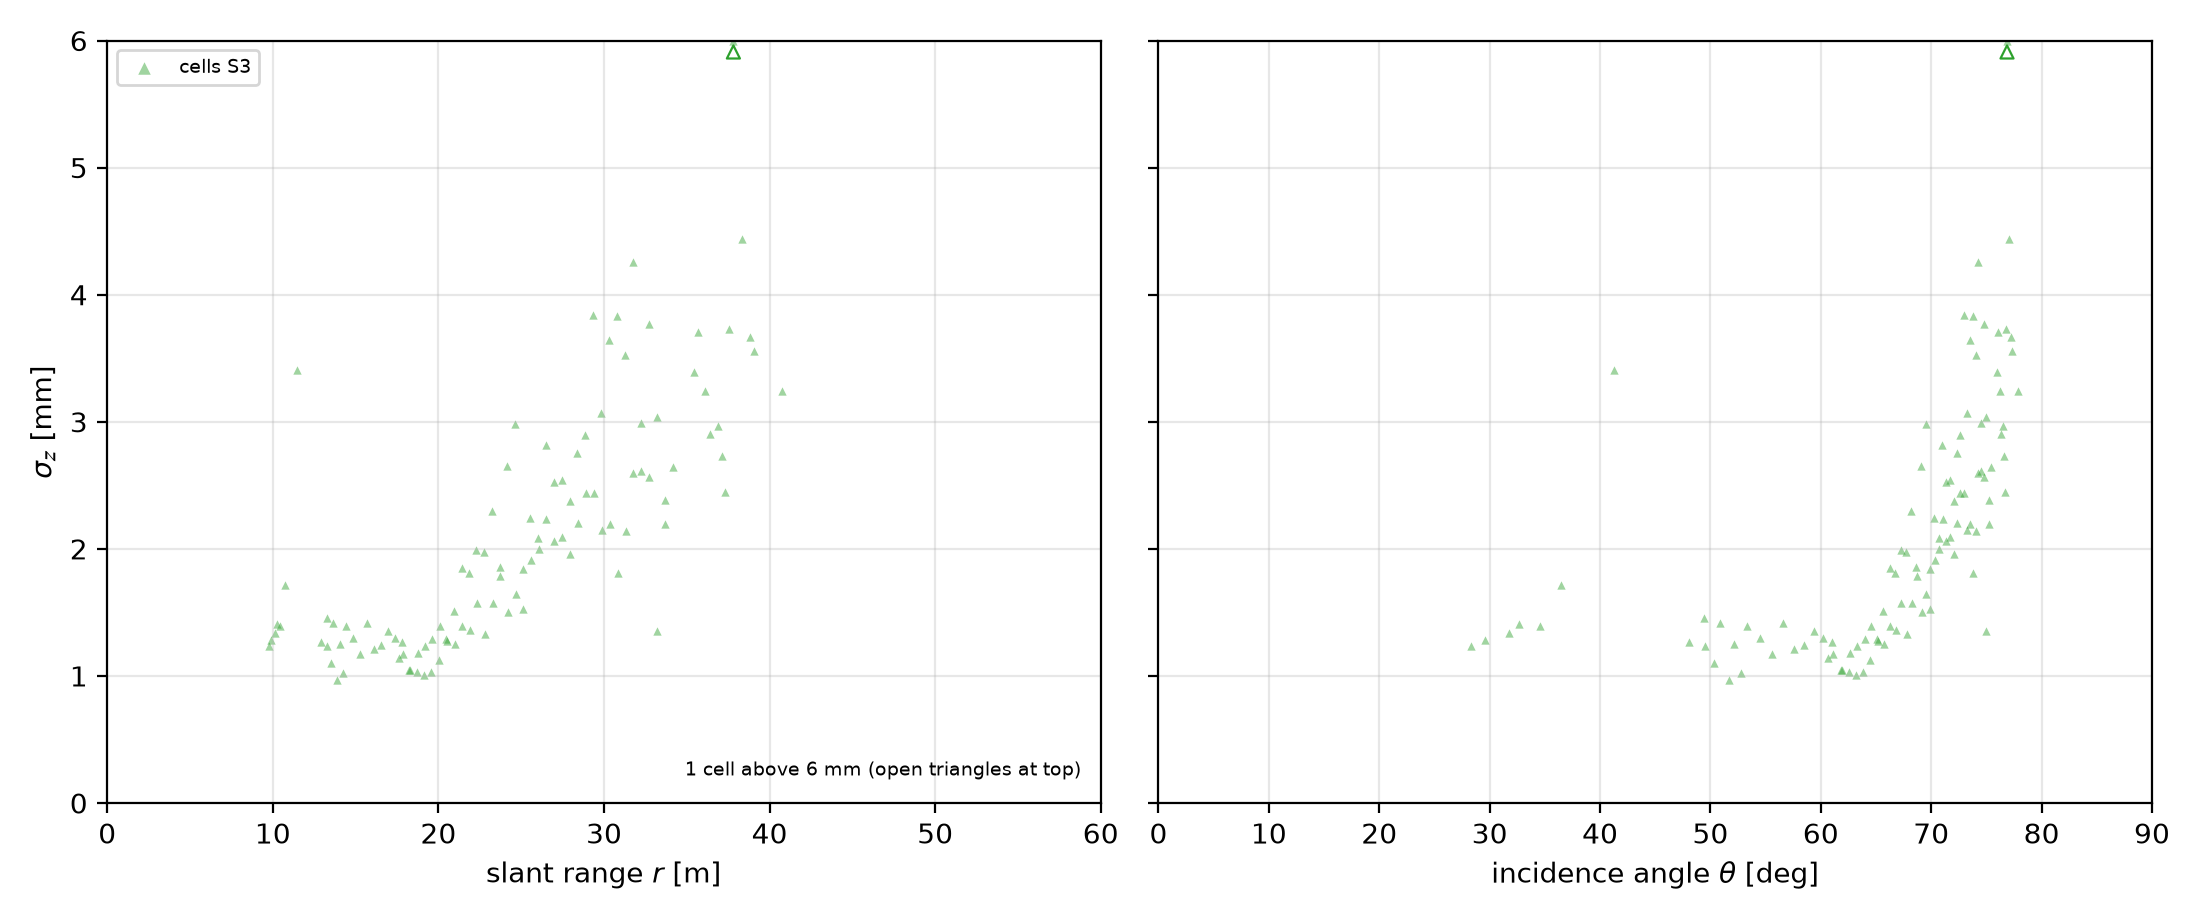 cells S3
6
5
4
3
2
1
0
σz [mm]
1 cell above 6 mm (open triangles at top)
0 10 20 30 40 50 60
slant range r [m]
0 10 20 30 40 50 60 70 80 90
incidence angle θ [deg]